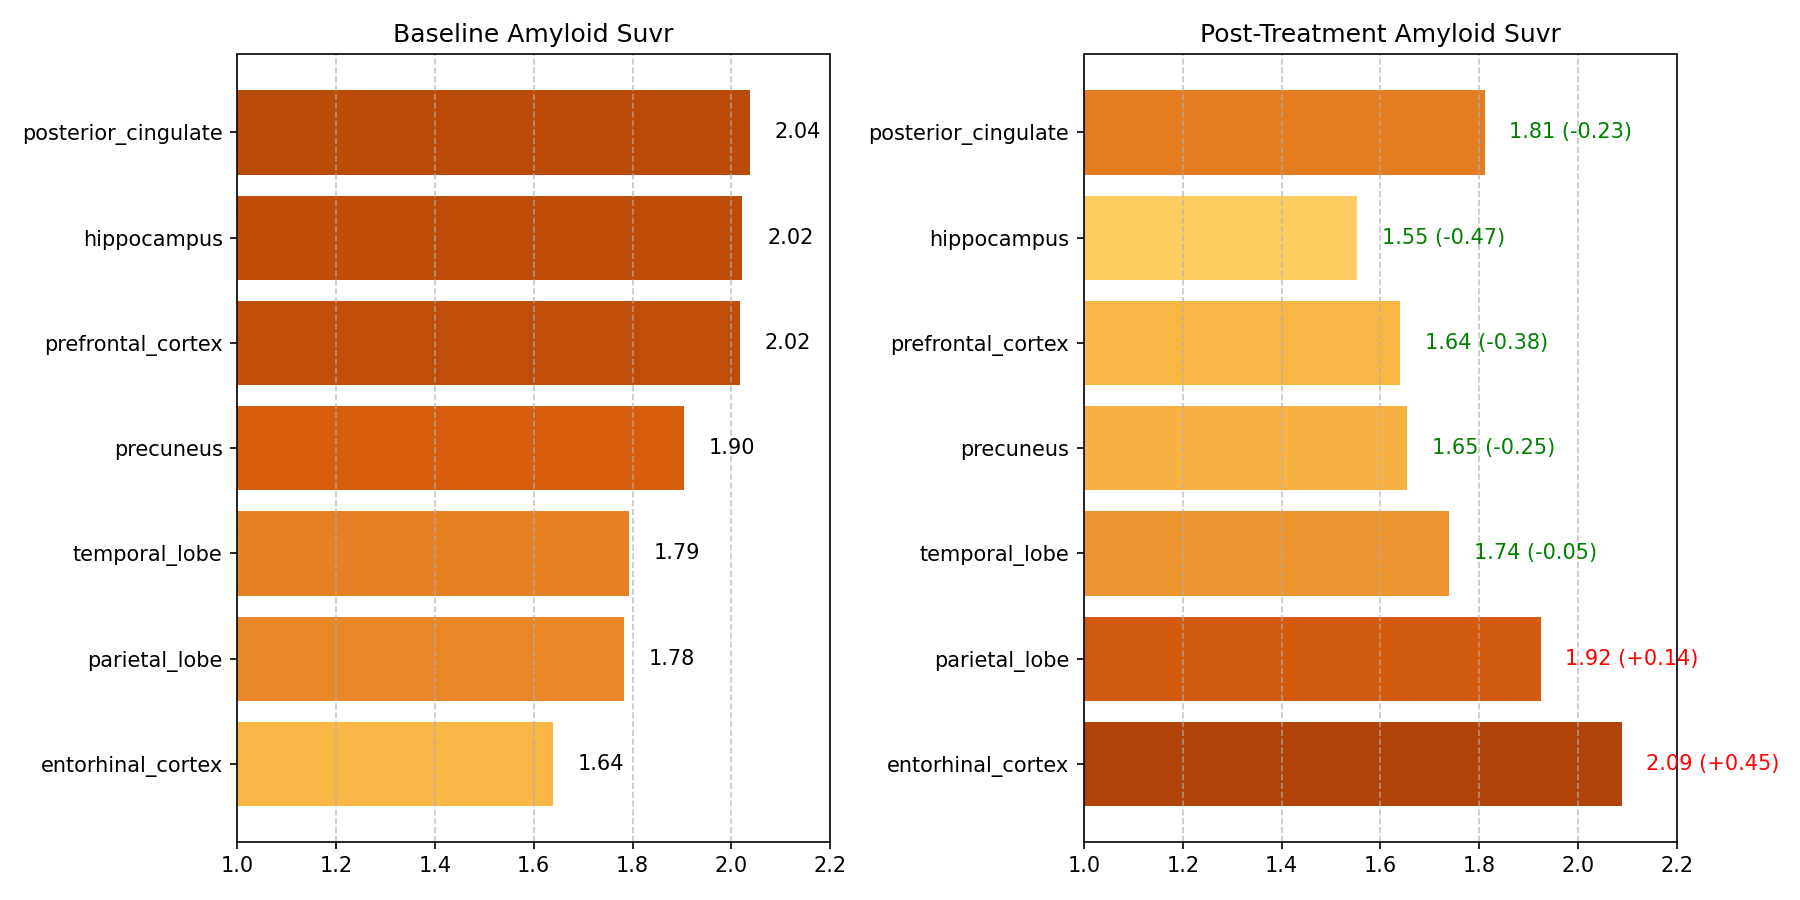 Baseline Amyloid Suvr
posterior_cingulate 2.04
hippocampus 2.02
prefrontal_cortex 2.02
precuneus 1.90
temporal_lobe 1.79
parietal_lobe 1.78
entorhinal_cortex 1.64
1.0 1.2 1.4 1.6 1.8 2.0 2.2
Post-Treatment Amyloid Suvr
posterior_cingulate 1.81 (-0.23)
hippocampus 1.55 (-0.47)
prefrontal_cortex 1.64 (-0.38)
precuneus 1.65 (-0.25)
temporal_lobe 1.74 (-0.05)
parietal_lobe 1.92 (+0.14)
entorhinal_cortex 2.09 (+0.45)
1.0 1.2 1.4 1.6 1.8 2.0 2.2